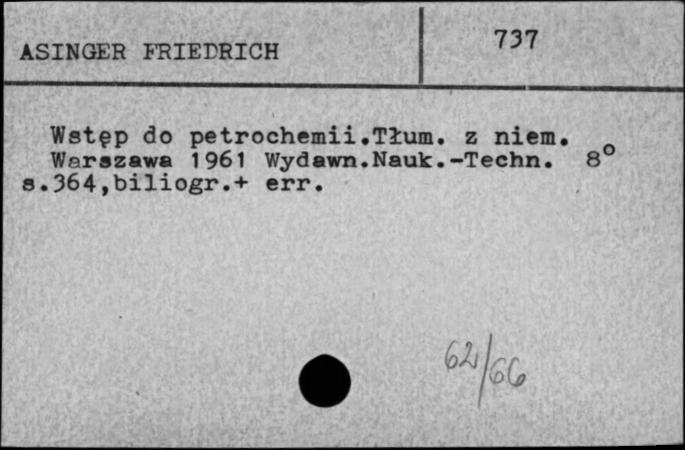 ASINGER FRIEDRICH
737
Wstęp do petrochemii.Tłum. z niem.
Warszawa 1961 Wydawn.Nauk.-Techn. 8°
s.364,biliogr.+ err.
62/66